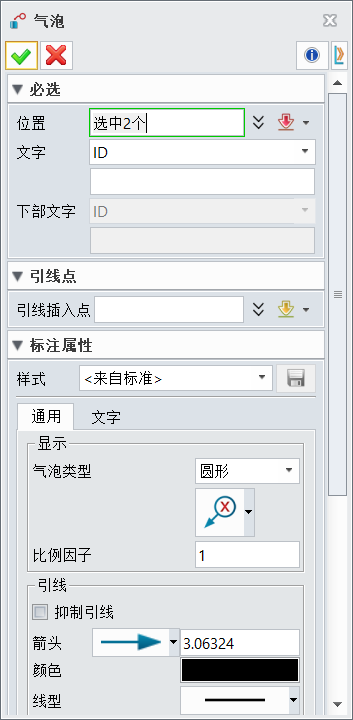 气泡
必选
位置 选中2个
文字 ID
下部文字 ID
引线点
引线插入点
标注属性
样式 <来自标准>
通用 文字
显示
气泡类型 圆形
X
比例因子 1
引线
抑制引线
箭头 3.06324
颜色
线型